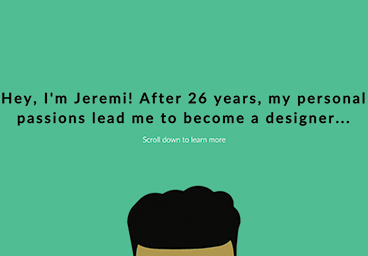 Hey, I'm Jeremi! After 26 years, my personal
passions lead me to become a designer...
Scroll down to learn more